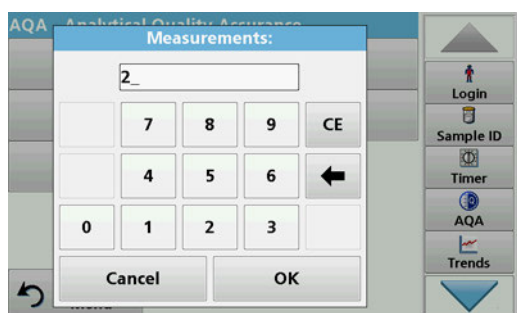 AQA - Analytical Quality Assurance
Measurements:
2_
7 8 9 CE
4 5 6
0 1 2 3
Cancel OK
Menu
Login
Sample ID
Timer
AQA
Trends